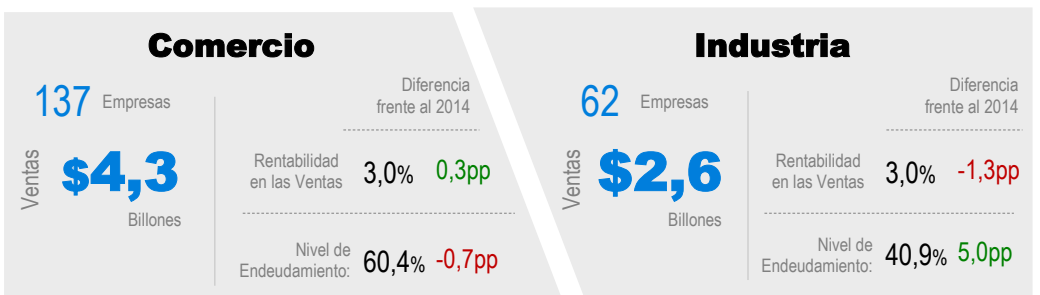 Comercio
137 Empresas
Diferencia
frente al 2014
Ventas
$4,3
Billones
Rentabilidad
en las Ventas
3,0% 0,3pp
Nivel de
Endeudamiento:
60,4% -0,7pp
Industria
62 Empresas
Diferencia
frente al 2014
Ventas
$2,6
Billones
Rentabilidad
en las Ventas
3,0% -1,3pp
Nivel de
Endeudamiento:
40,9% 5,0pp